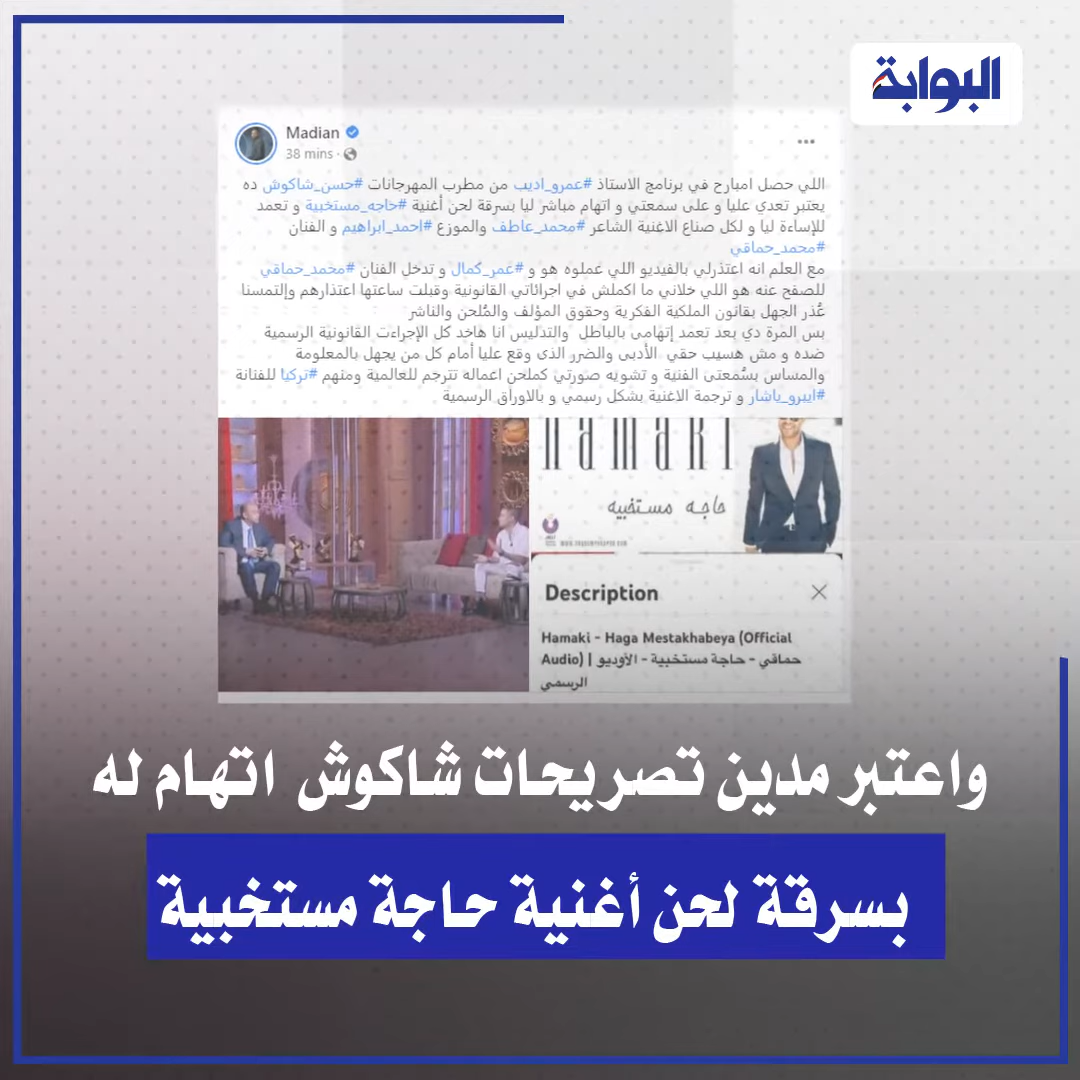 البوابة
Madian
38 mins ·
اللي حصل امبارح في برنامج الاستاذ #عمرو_اديب من مطرب المهرجانات #حسن_شاكوش ده
يعتبر تعدي عليا و على سمعتي و اتهام مباشر ليا بسرقة لحن أغنية #حاجه_مستخبية و تعمد
للإساءة ليا و لكل صناع الاغنية الشاعر #محمد_عاطف والموزع #احمد_ابراهيم و الفنان
#محمد_حماقي
مع العلم انه اعتذرلي بالفيديو اللي عملوه هو و #عمر_كمال و تدخل الفنان #محمد_حماقي
للصفح عنه هو اللي خلاني ما اكملش في اجرائاتي القانونية وقبلت ساعتها اعتذارهم وإلتمسنا
عُذر الجهل بقانون الملكية الفكرية وحقوق المؤلف والمُلحن والناشر
بس المرة دي يعد تعمد إتهامى بالباطل والتدليس انا هاخد كل الإجراءت القانونية الرسمية
ضده و مش هسيب حقي الأدبى والضرر الذى وقع عليا أمام كل من يجهل بالمعلومة
والمساس بسُمعتى الفنية و تشويه صورتي كملحن اعماله تترجم للعالمية ومنهم #تركيا للفنانة
#ايبرو_ياشار و ترجمة الاغنية بشكل رسمي و بالاوراق الرسمية
HAMAKI
حاجه مستخبيه
Description
Hamaki - Haga Mestakhabeya (Official
Audio) | حماقي - حاجة مستخبية - الأوديو
الرسمي
واعتبر مدين تصريحات شاكوش اتهام له
بسرقة لحن أغنية حاجة مستخبية